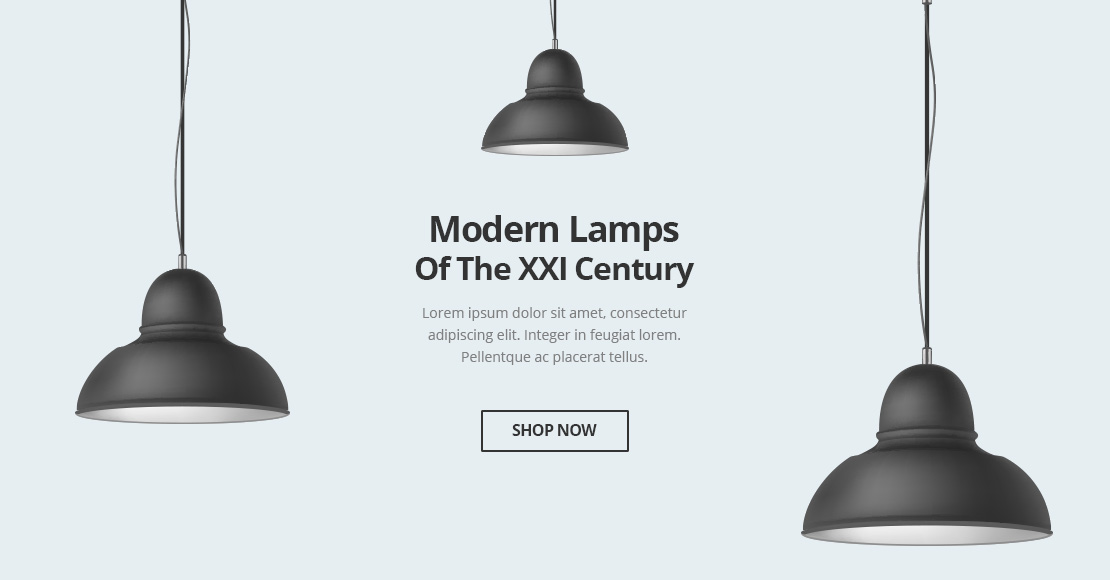 Modern Lamps
Of The XXI Century
Lorem ipsum dolor sit amet, consectetur
adipiscing elit. Integer in feugiat lorem.
Pellentque ac placerat tellus.
SHOP NOW